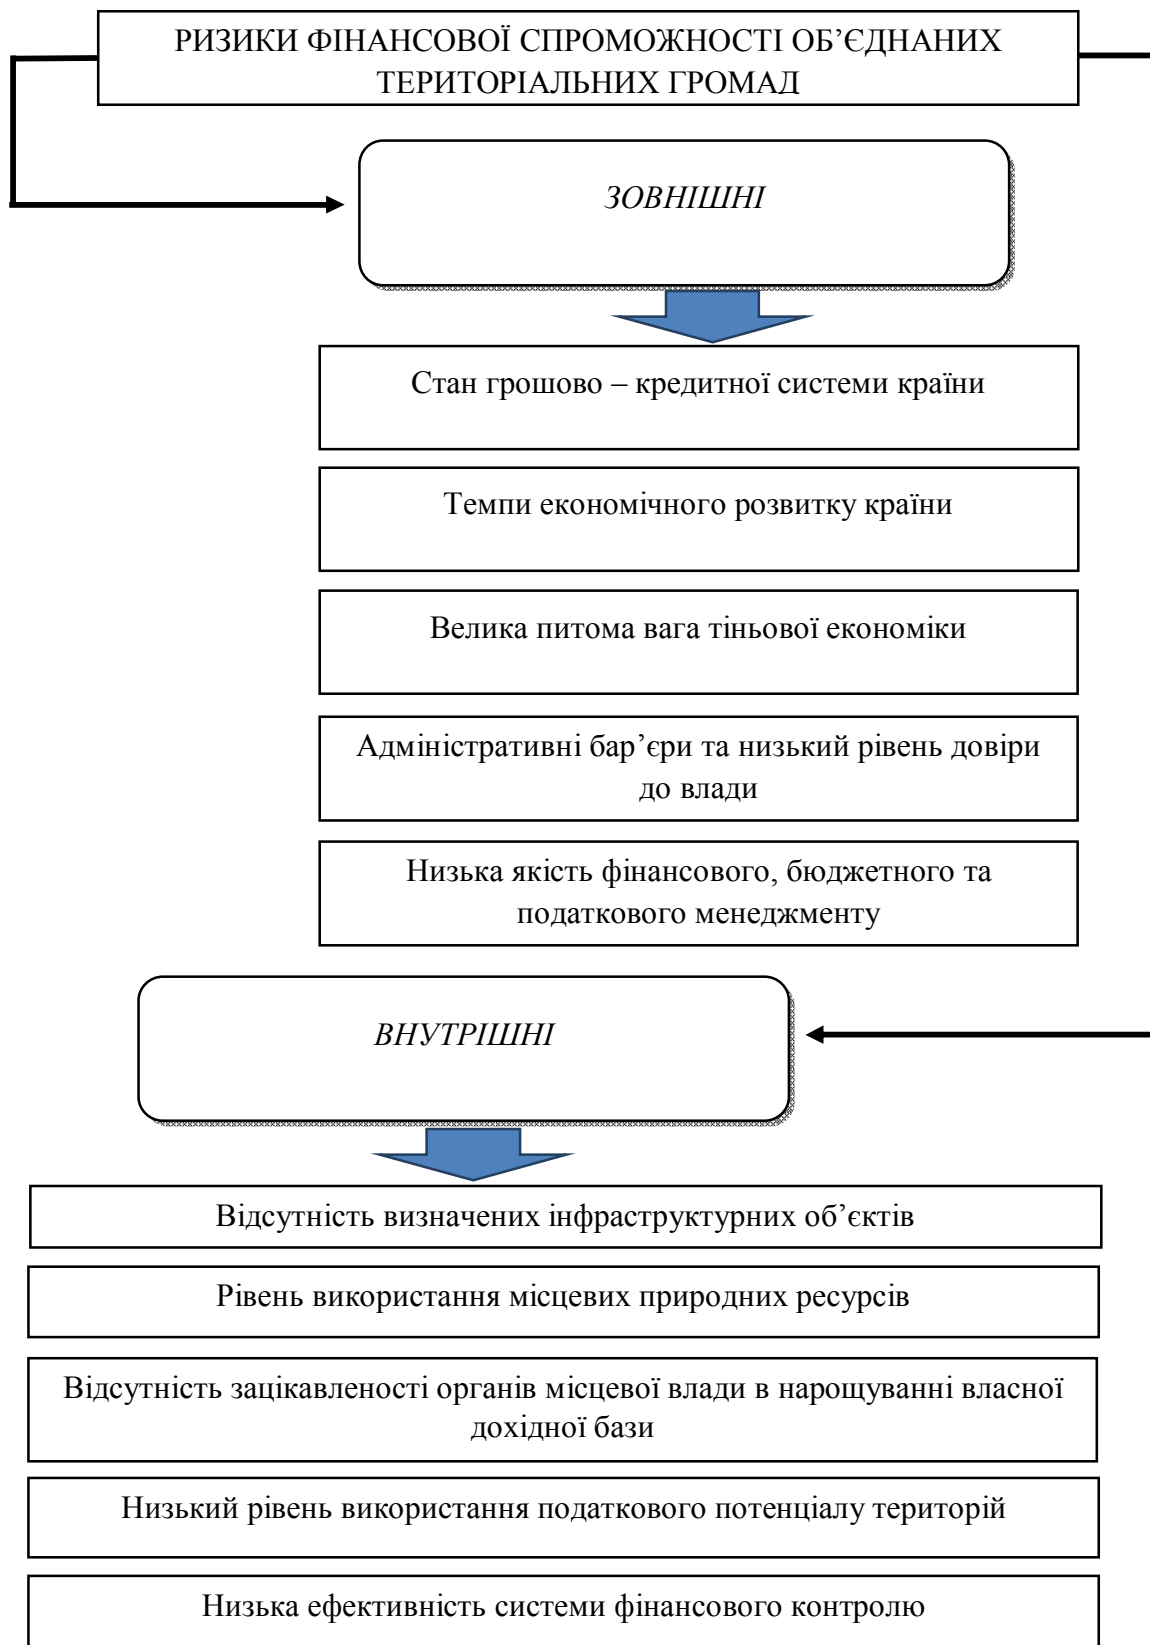 РИЗИКИ ФІНАНСОВОЇ СПРОМОЖНОСТІ ОБ’ЄДНАНИХ
ТЕРИТОРІАЛЬНИХ ГРОМАД
ЗОВНІШНІ
Стан грошово – кредитної системи країни
Темпи економічного розвитку країни
Велика питома вага тіньової економіки
Адміністративні бар’єри та низький рівень довіри
до влади
Низька якість фінансового, бюджетного та
податкового менеджменту
ВНУТРІШНІ
Відсутність визначених інфраструктурних об’єктів
Рівень використання місцевих природних ресурсів
Відсутність зацікавленості органів місцевої влади в нарощуванні власної
дохідної бази
Низький рівень використання податкового потенціалу територій
Низька ефективність системи фінансового контролю